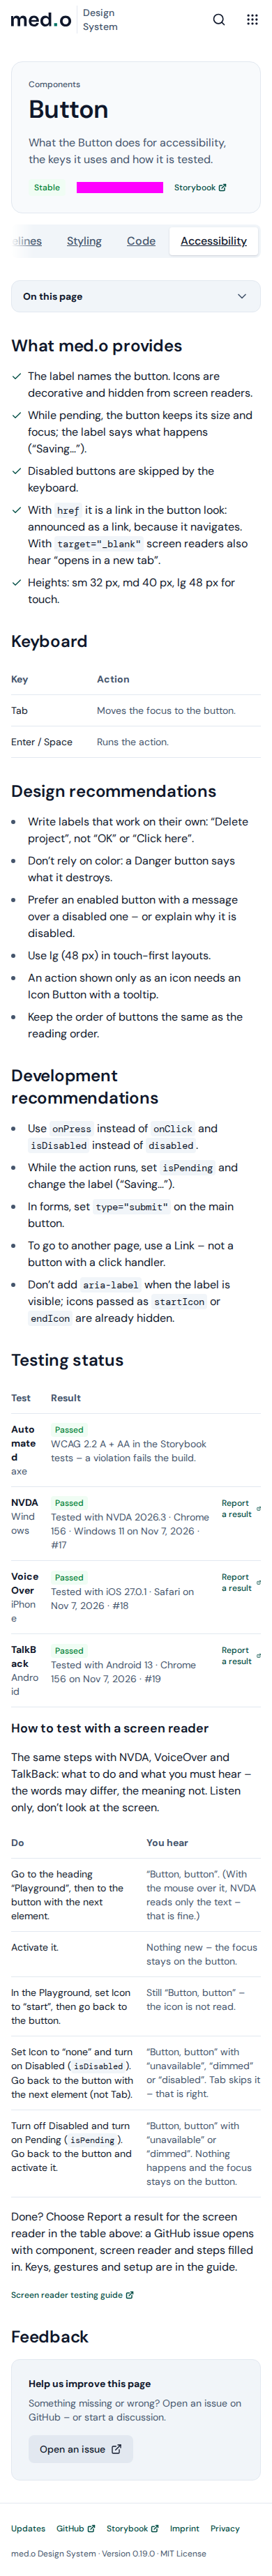 med.o
Design
System
Components
Button
What the Button does for accessibility,
the keys it uses and how it is tested.
Stable
Storybook
elines
Styling
Code
Accessibility
On this page
What med.o provides
The label names the button. Icons are
decorative and hidden from screen readers.
While pending, the button keeps its size and
focus; the label says what happens
(“Saving…”).
Disabled buttons are skipped by the
keyboard.
With href it is a link in the button look:
announced as a link, because it navigates.
With target="_blank" screen readers also
hear “opens in a new tab”.
Heights: sm 32 px, md 40 px, lg 48 px for
touch.
Keyboard
Key Action
Tab Moves the focus to the button.
Enter / Space Runs the action.
Design recommendations
Write labels that work on their own: “Delete
project”, not “OK” or “Click here”.
Don’t rely on color: a Danger button says
what it destroys.
Prefer an enabled button with a message
over a disabled one – or explain why it is
disabled.
Use lg (48 px) in touch-first layouts.
An action shown only as an icon needs an
Icon Button with a tooltip.
Keep the order of buttons the same as the
reading order.
Development
recommendations
Use onPress instead of onClick and
isDisabled instead of disabled.
While the action runs, set isPending and
change the label (“Saving…”).
In forms, set type="submit" on the main
button.
To go to another page, use a Link – not a
button with a click handler.
Don’t add aria-label when the label is
visible; icons passed as startIcon or
endIcon are already hidden.
Testing status
Test Result
Auto
mate
d
axe
Passed
WCAG 2.2 A + AA in the Storybook
tests – a violation fails the build.
NVDA
Wind
ows
Passed
Tested with NVDA 2026.3 · Chrome
156 · Windows 11 on Nov 7, 2026 ·
#17
Report
a result
Voice
Over
iPhon
e
Passed
Tested with iOS 27.0.1 · Safari on
Nov 7, 2026 · #18
Report
a result
TalkB
ack
Andro
id
Passed
Tested with Android 13 · Chrome
156 on Nov 7, 2026 · #19
Report
a result
How to test with a screen reader
The same steps with NVDA, VoiceOver and
TalkBack: what to do and what you must hear –
the words may differ, the meaning not. Listen
only, don’t look at the screen.
Do You hear
Go to the heading
“Playground”, then to the
button with the next
element.
“Button, button”. (With
the mouse over it, NVDA
reads only the text –
that is fine.)
Activate it.
Nothing new – the focus
stays on the button.
In the Playground, set Icon
to “start”, then go back to
the button.
Still “Button, button” –
the icon is not read.
Set Icon to “none” and turn
on Disabled (isDisabled).
Go back to the button with
the next element (not Tab).
“Button, button” with
“unavailable”, “dimmed”
or “disabled”. Tab skips it
– that is right.
Turn off Disabled and turn
on Pending (isPending).
Go back to the button and
activate it.
“Button, button” with
“unavailable” or
“dimmed”. Nothing
happens and the focus
stays on the button.
Done? Choose Report a result for the screen
reader in the table above: a GitHub issue opens
with component, screen reader and steps filled
in. Keys, gestures and setup are in the guide.
Screen reader testing guide
Feedback
Help us improve this page
Something missing or wrong? Open an issue on
GitHub – or start a discussion.
Open an issue
Updates GitHub Storybook Imprint Privacy
med.o Design System · Version 0.19.0 · MIT License